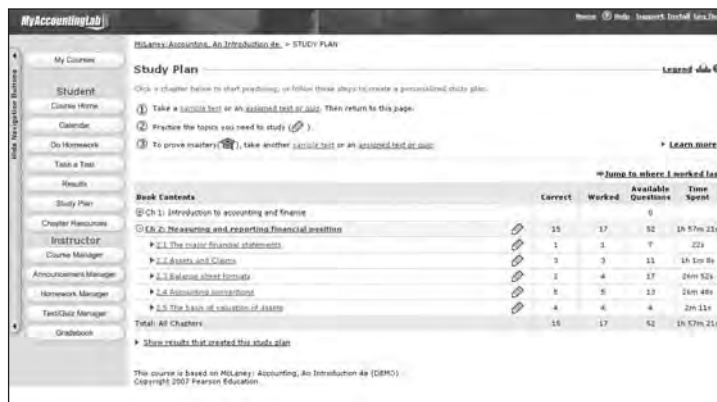 MyAccountingLab
Home Help Support Install Log
McLaney: Accounting, An Introduction 4e > STUDY PLAN
Hide Navigation Buttons
My Courses
Student
Course Home
Calendar
Do Homework
Take a Test
Results
Study Plan
Chapter Resources
Instructor
Course Manager
Announcement Manager
Homework Manager
Test/Quiz Manager
Gradebook
Study Plan
Legend
Click a chapter below to start practicing, or follow these steps to create a personalized study plan.
1 Take a sample test or an assigned test or quiz. Then return to this page.
2 Practice the topics you need to study ( ).
3 To prove mastery( ), take another sample test or an assigned test or quiz.
Learn more
Jump to where I worked las
Book Contents Correct Worked Available Questions Time Spent
Ch 1: Introduction to accounting and finance 0
Ch 2: Measuring and reporting financial position 15 17 52 1h 57m 21s
2.1 The major financial statements 1 1 7 22s
2.2 Assets and Claims 3 3 11 1h 1m 8s
2.3 Balance sheet formats 2 4 17 26m 52s
2.4 Accounting conventions 5 5 13 26m 48s
2.5 The basis of valuation of assets 4 4 4 2m 11s
Total: All Chapters 15 17 52 1h 57m 21s
Show results that created this study plan
This course is based on McLaney: Accounting, An Introduction 4e (DEMO)
Copyright 2007 Pearson Education